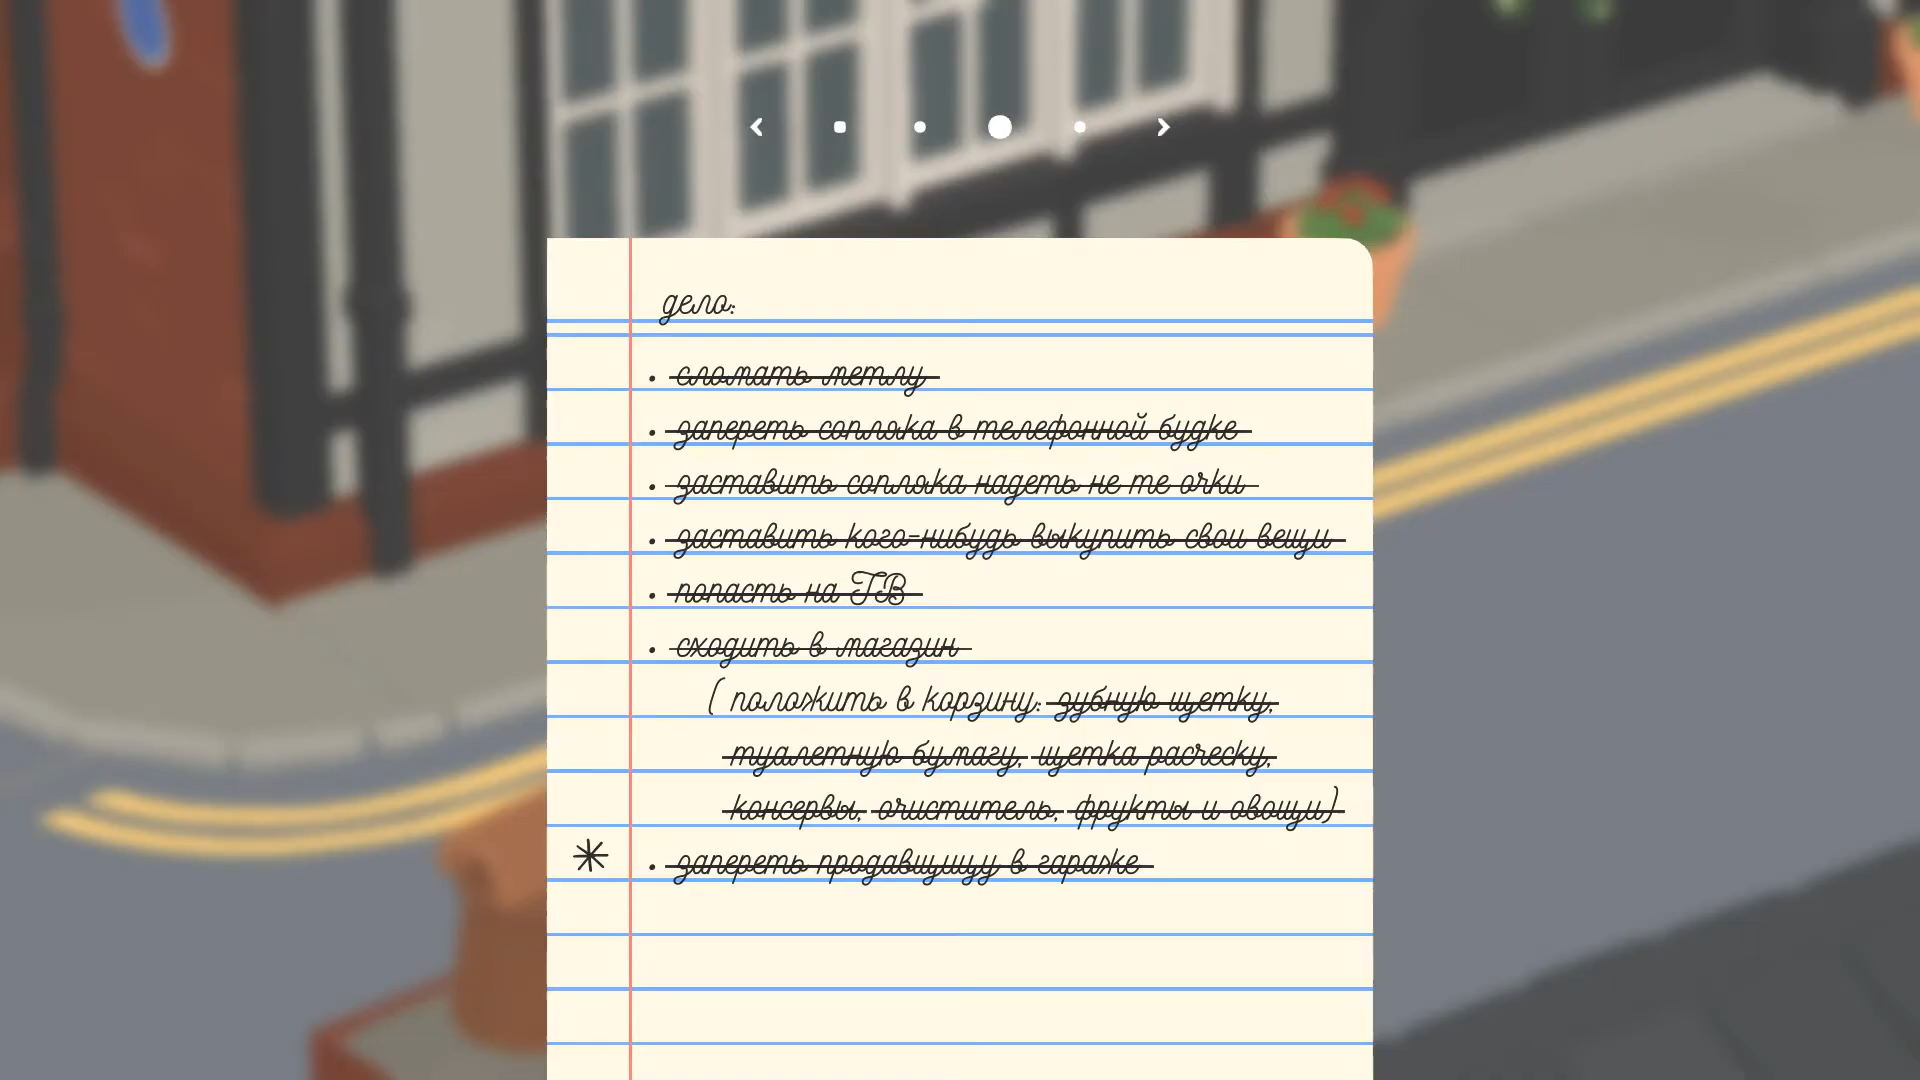 дело:
• сломать метлу
• запереть сопляка в телефонной будке
• заставить сопляка надеть не те очки
• заставить кого-нибудь выкупить свои вещи
• попасть на ТВ
• сходить в магазин
( положить в корзину: зубную щетку,
туалетную бумагу, щетка расческу,
консервы, очиститель, фрукты и овощи)
* • запереть продавщицу в гараже